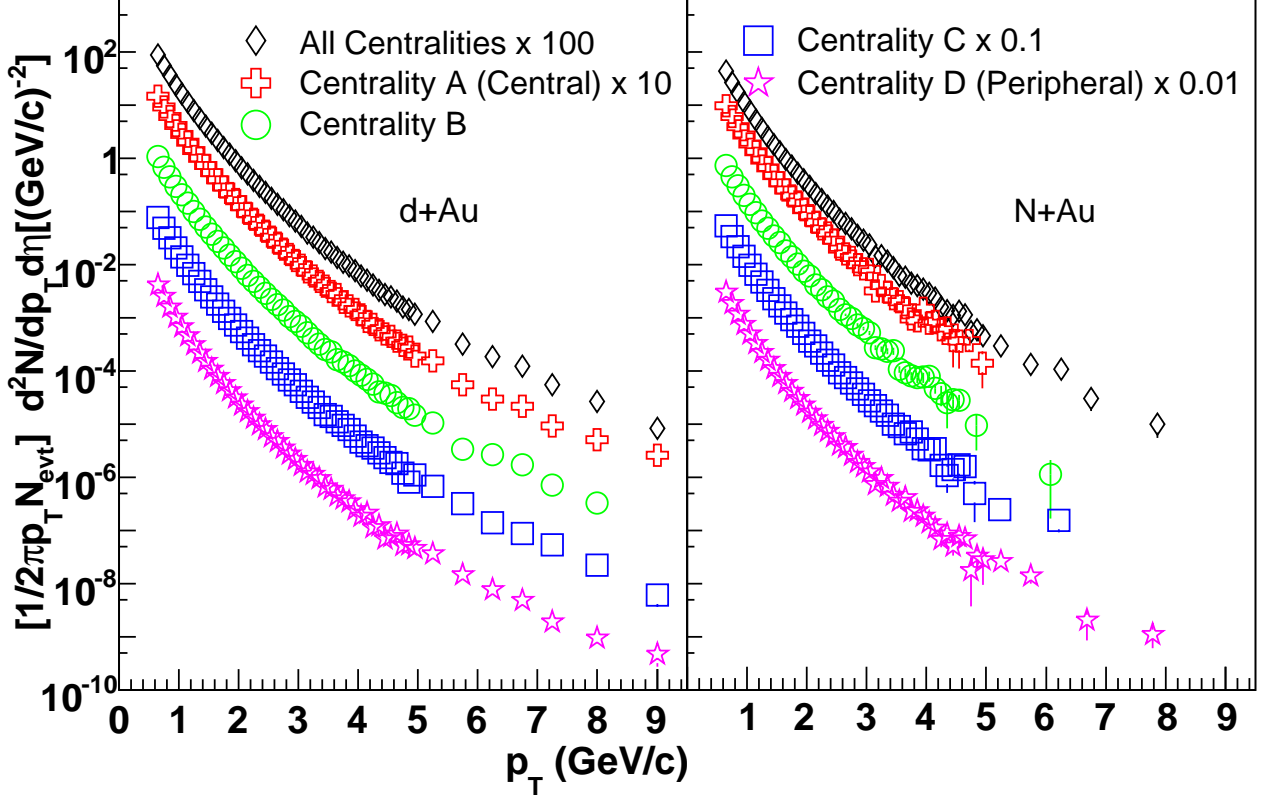 [1/2πp_T N_evt] d²N/dp_T dη[(GeV/c)⁻²]
10²
1
10⁻²
10⁻⁴
10⁻⁶
10⁻⁸
10⁻¹⁰
All Centralities x 100
Centrality A (Central) x 10
Centrality B
d+Au
Centrality C x 0.1
Centrality D (Peripheral) x 0.01
N+Au
0 1 2 3 4 5 6 7 8 9
1 2 3 4 5 6 7 8 9
p_T (GeV/c)